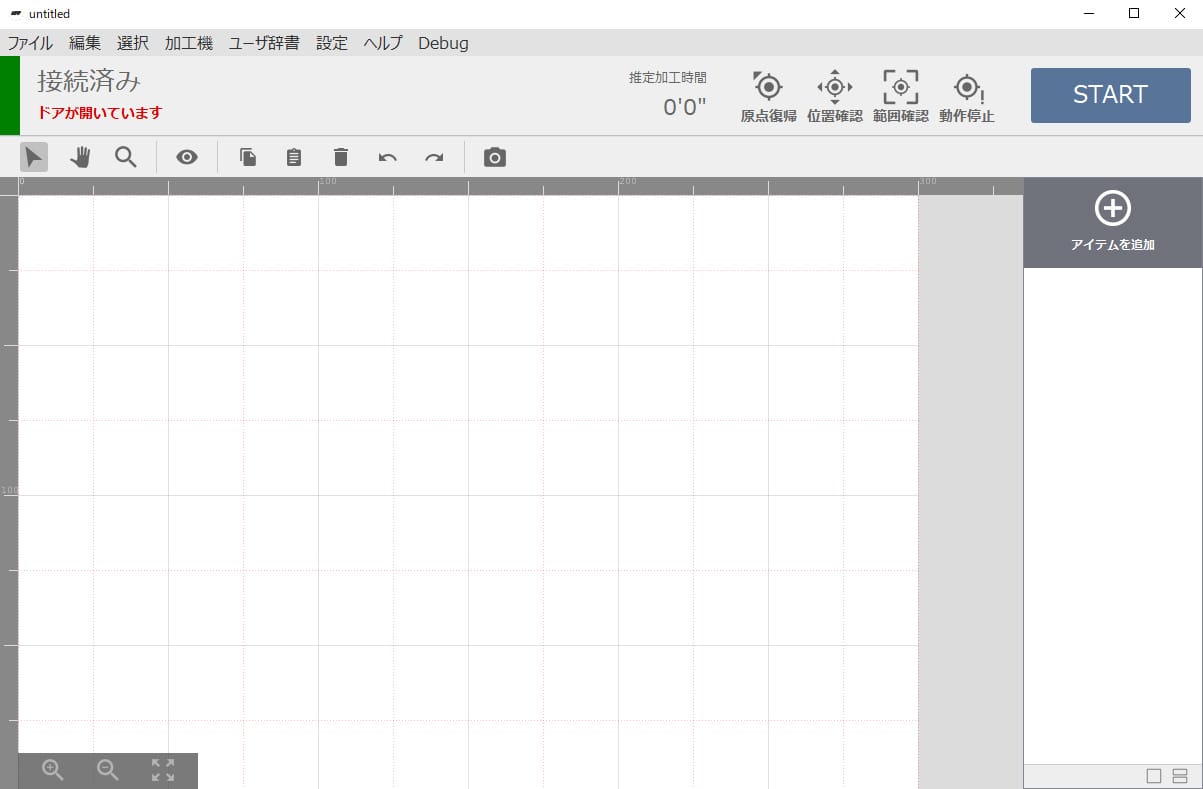 untitled
ファイル 編集 選択 加工機 ユーザ辞書 設定 ヘルプ Debug
接続済み
ドアが開いています
推定加工時間
0'0"
原点復帰 位置確認 範囲確認 動作停止
START
0 100 200 300
アイテムを追加
100